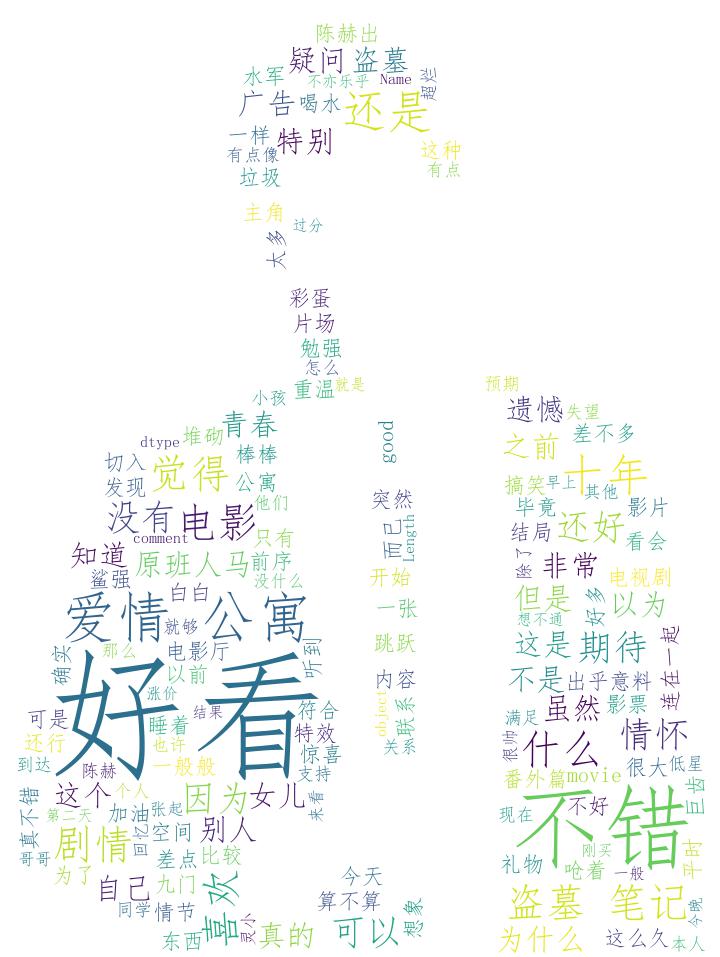 陈赫出
疑问 盗墓
水军 不亦乐乎 Name 超烂
广告 喝水 还是
一样 特别
有点像 这种
垃圾 有点
主角 过分
太多
彩蛋
片场
勉强
怎么
重温 就是 预期
小孩 遗憾 失望
青春 good 差不多
dtype 堆砌 之前
切入 觉得 棒棒 十年
发现 公寓 搞笑 早上 其他
没有 电影 他们 突然 毕竟 影片
comment 只有 而已 Length 结局 还好 看会
知道 原班人马 前序 除了 非常
鲨强 没什么 开始 电视剧
白白 一张 但是 好多 以为
爱情 公寓 就够 想不通
跳跃 这是 期待 连在一起
确实 那么 电影厅 听到
好看 以前 内容 不是 出乎意料
涨价 object 联系 虽然 影票
可是 睡着 结果 符合 满足
还行 也许 特效 关系 很帅 什么 情怀
到达 陈赫 一般般 惊喜 支持 很大 低星
这个 个人 因为 女儿 来看 番外篇 movie 巨齿
真不错 第二天 加油 张起 不错 不好
哥哥 剧情 回忆 空间 别人 现在 刚买
为了 差点 比较 礼物 呛着 一般 平时
自己 九门 今天
同学 情节 喜欢 算不算 盗墓 笔记 今晚
东西 灵小 真的 可以 想象 为什么 这么久 本人